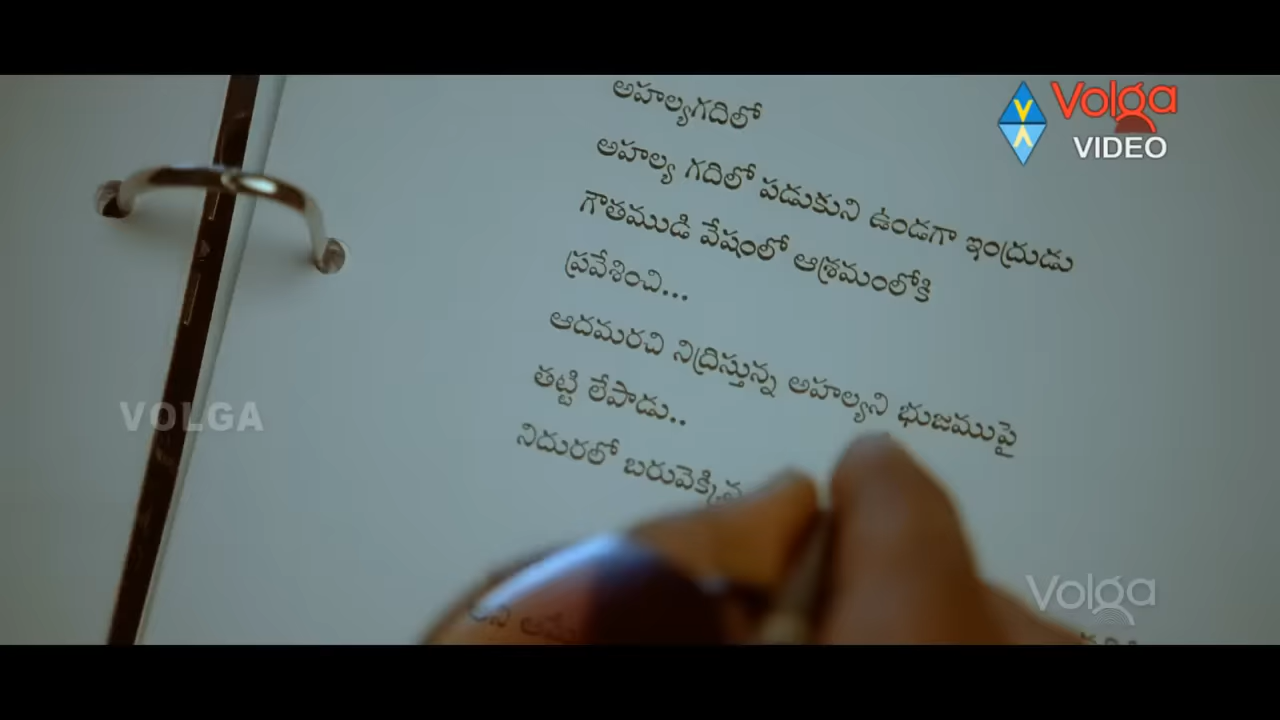 అహల్యగదిలో
అహల్య గదిలో పడుకుని ఉండగా ఇంద్రుడు
గౌతముడి వేషంలో ఆశ్రమంలోకి
ప్రవేశించి...
ఆదమరచి నిద్రిస్తున్న అహల్యని భుజముపై
తట్టి లేపాడు..
నిదురలో బరువెక్కిన
Volga
VIDEO
VOLGA
Volga